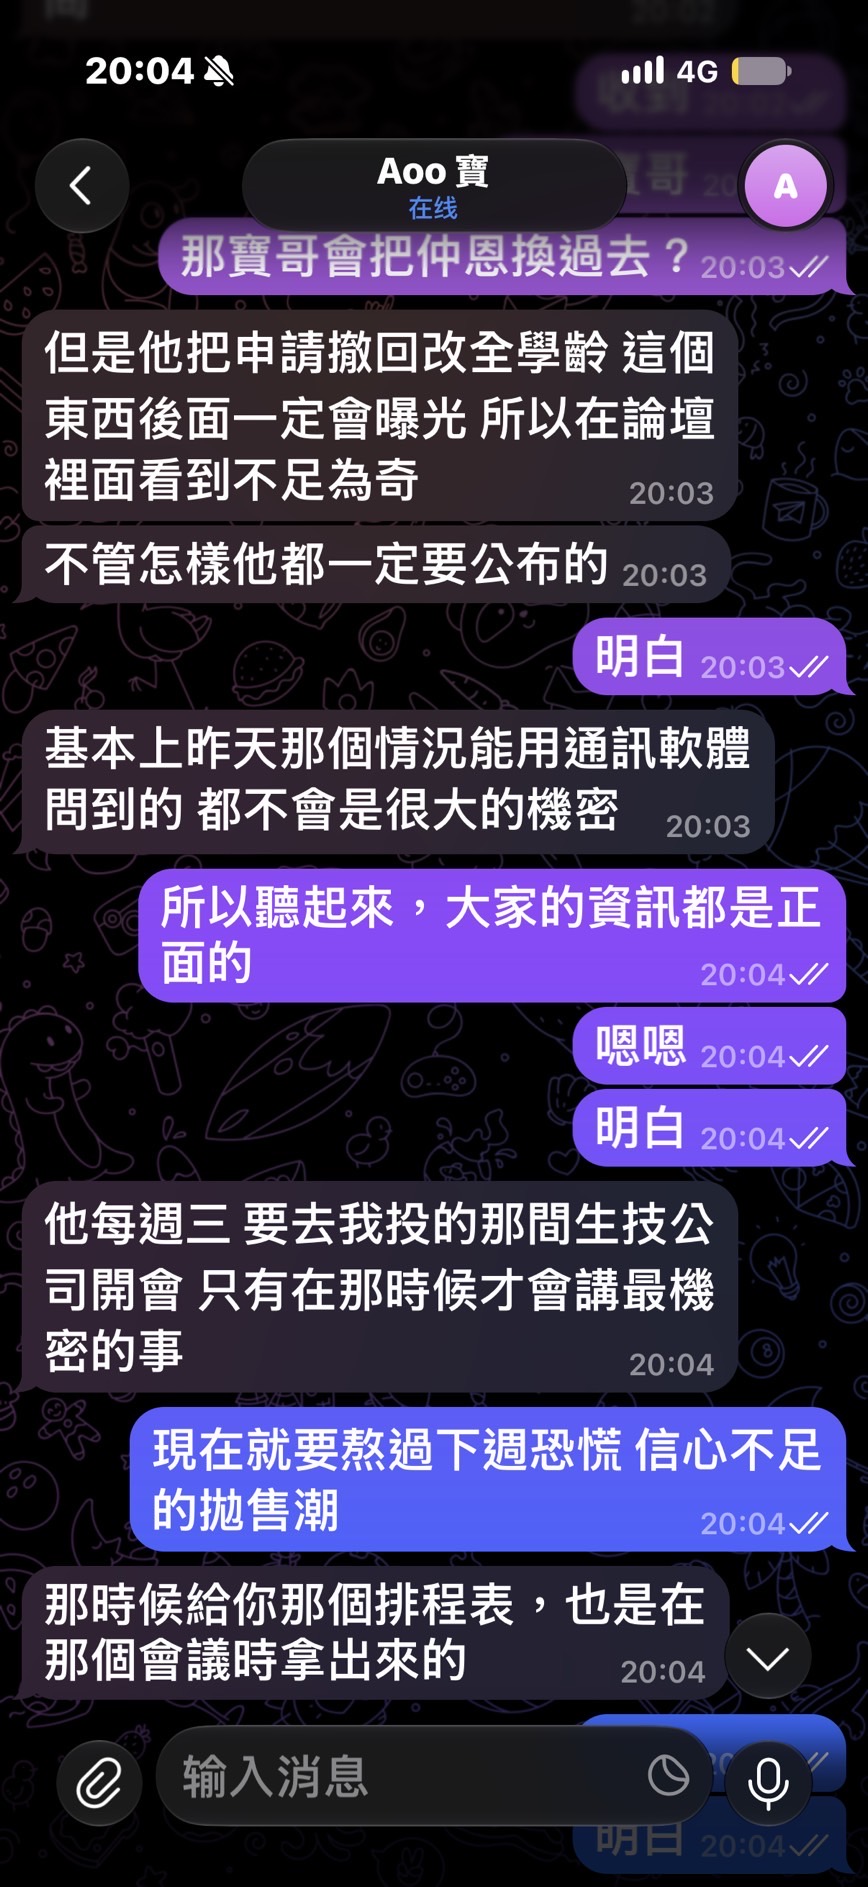 20:04
4G
Aoo 寶
在线
A
收到
寶哥 20
那寶哥會把仲恩換過去？ 20:03
但是他把申請撤回改全學齡 這個
東西後面一定會曝光 所以在論壇
裡面看到不足為奇 20:03
不管怎樣他都一定要公布的 20:03
明白 20:03
基本上昨天那個情況能用通訊軟體
問到的 都不會是很大的機密 20:03
所以聽起來，大家的資訊都是正
面的 20:04
嗯嗯 20:04
明白 20:04
他每週三 要去我投的那間生技公
司開會 只有在那時候才會講最機
密的事 20:04
現在就要熬過下週恐慌 信心不足
的拋售潮 20:04
那時候給你那個排程表，也是在
那個會議時拿出來的 20:04
输入消息
明白 20:04